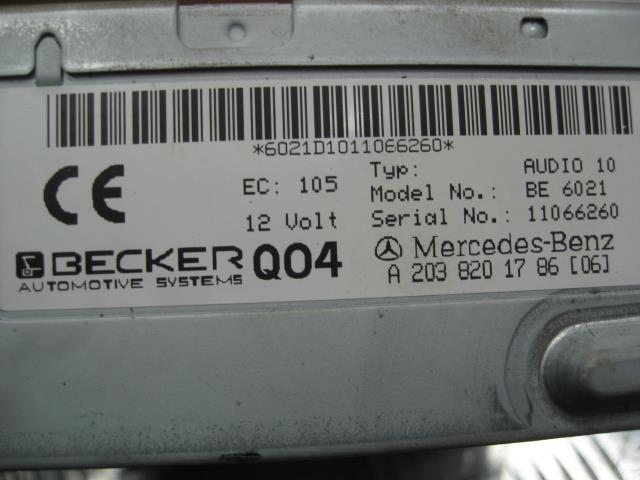 *6021D1011066260*
CE
EC: 105
12 Volt
Typ: AUDIO 10
Model No.: BE 6021
Serial No.: 11066260
BECKER
AUTOMOTIVE SYSTEMS
Q04
Mercedes-Benz
A 203 820 17 86 [06]